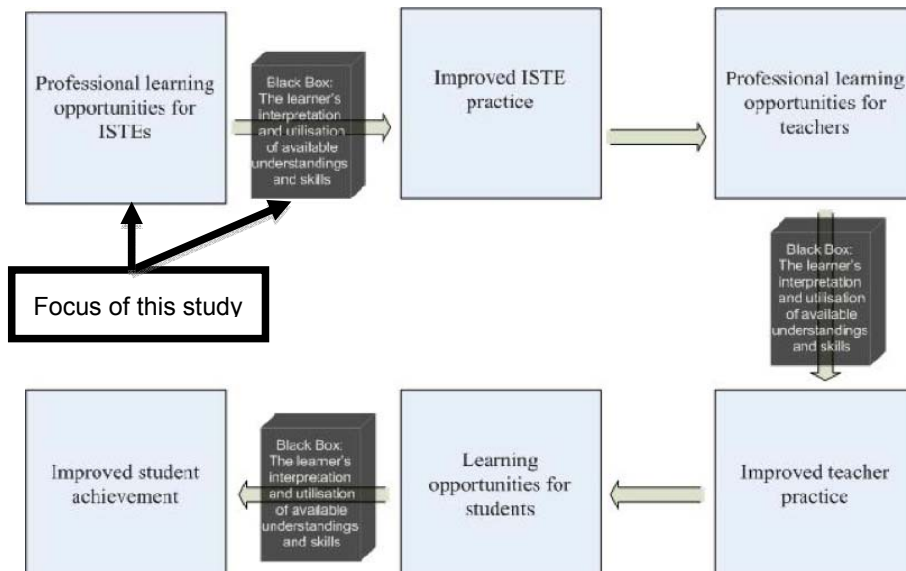 Professional learning
opportunities for
ISTEs
Black Box:
The learner's
interpretation
and utilisation
of available
understandings
and skills
Improved ISTE
practice
Professional learning
opportunities for
teachers
Focus of this study
Black Box:
The learner's
interpretation
and utilisation
of available
understandings
and skills
Improved teacher
practice
Learning
opportunities for
students
Black Box:
The learner's
interpretation
and utilisation
of available
understandings
and skills
Improved student
achievement